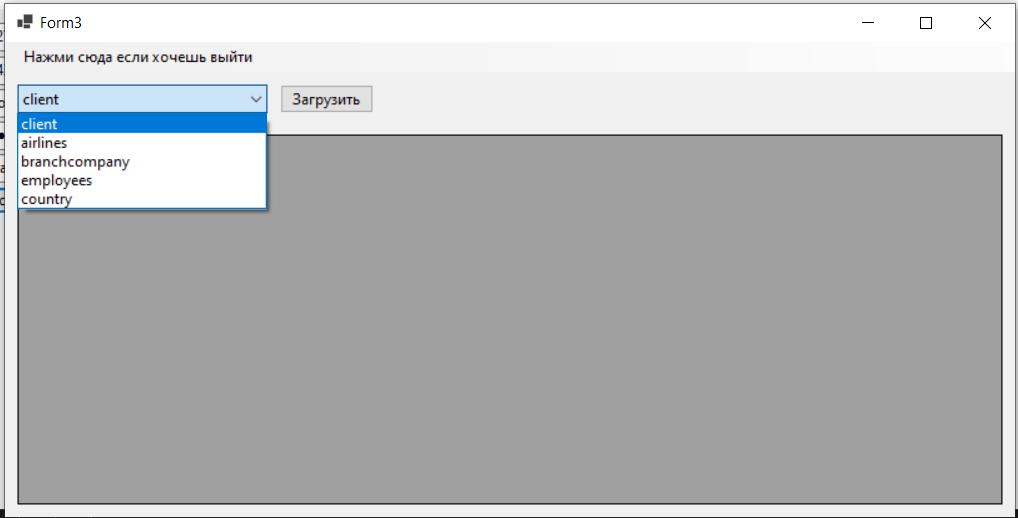 Form3
Нажми сюда если хочешь выйти
client
Загрузить
client
airlines
branchcompany
employees
country